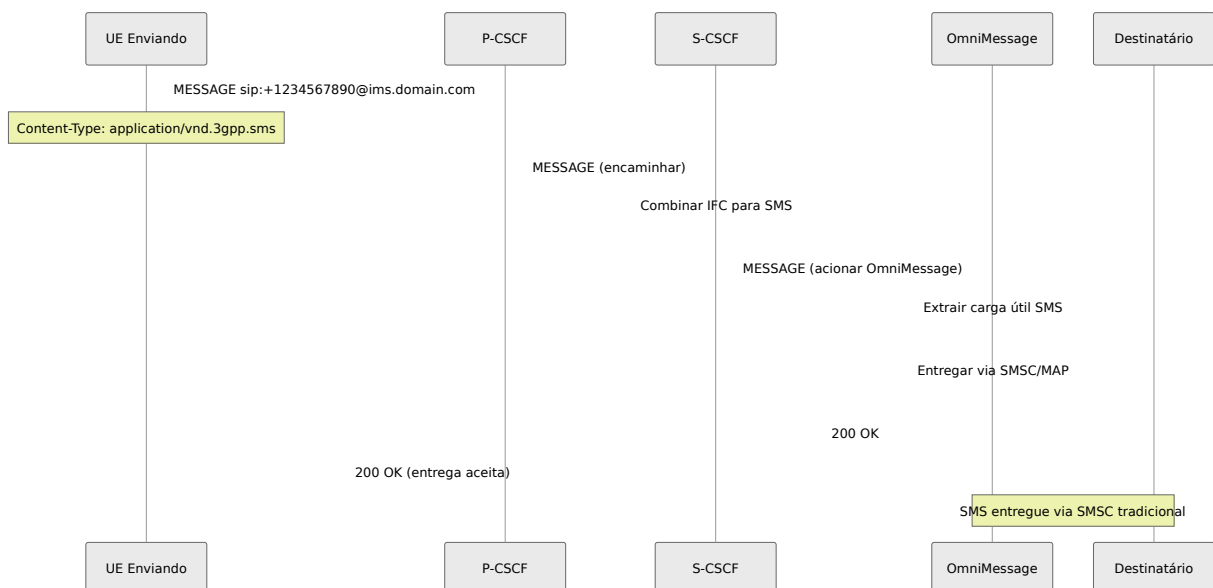 UE Enviando
P-CSCF
S-CSCF
OmniMessage
Destinatário
MESSAGE sip:+1234567890@ims.domain.com
Content-Type: application/vnd.3gpp.sms
MESSAGE (encaminhar)
Combinar IFC para SMS
MESSAGE (acionar OmniMessage)
Extrair carga útil SMS
Entregar via SMSC/MAP
200 OK
200 OK (entrega aceita)
SMS entregue via SMSC tradicional
UE Enviando
P-CSCF
S-CSCF
OmniMessage
Destinatário